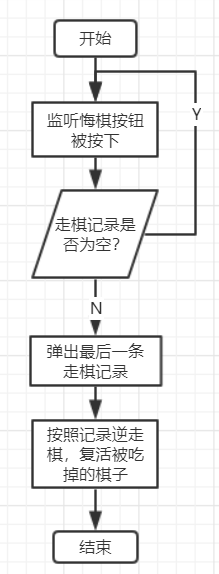 开始
监听悔棋按钮
被按下
Y
走棋记录是
否为空?
N
弹出最后一条
走棋记录
按照记录逆走
棋，复活被吃
掉的棋子
结束